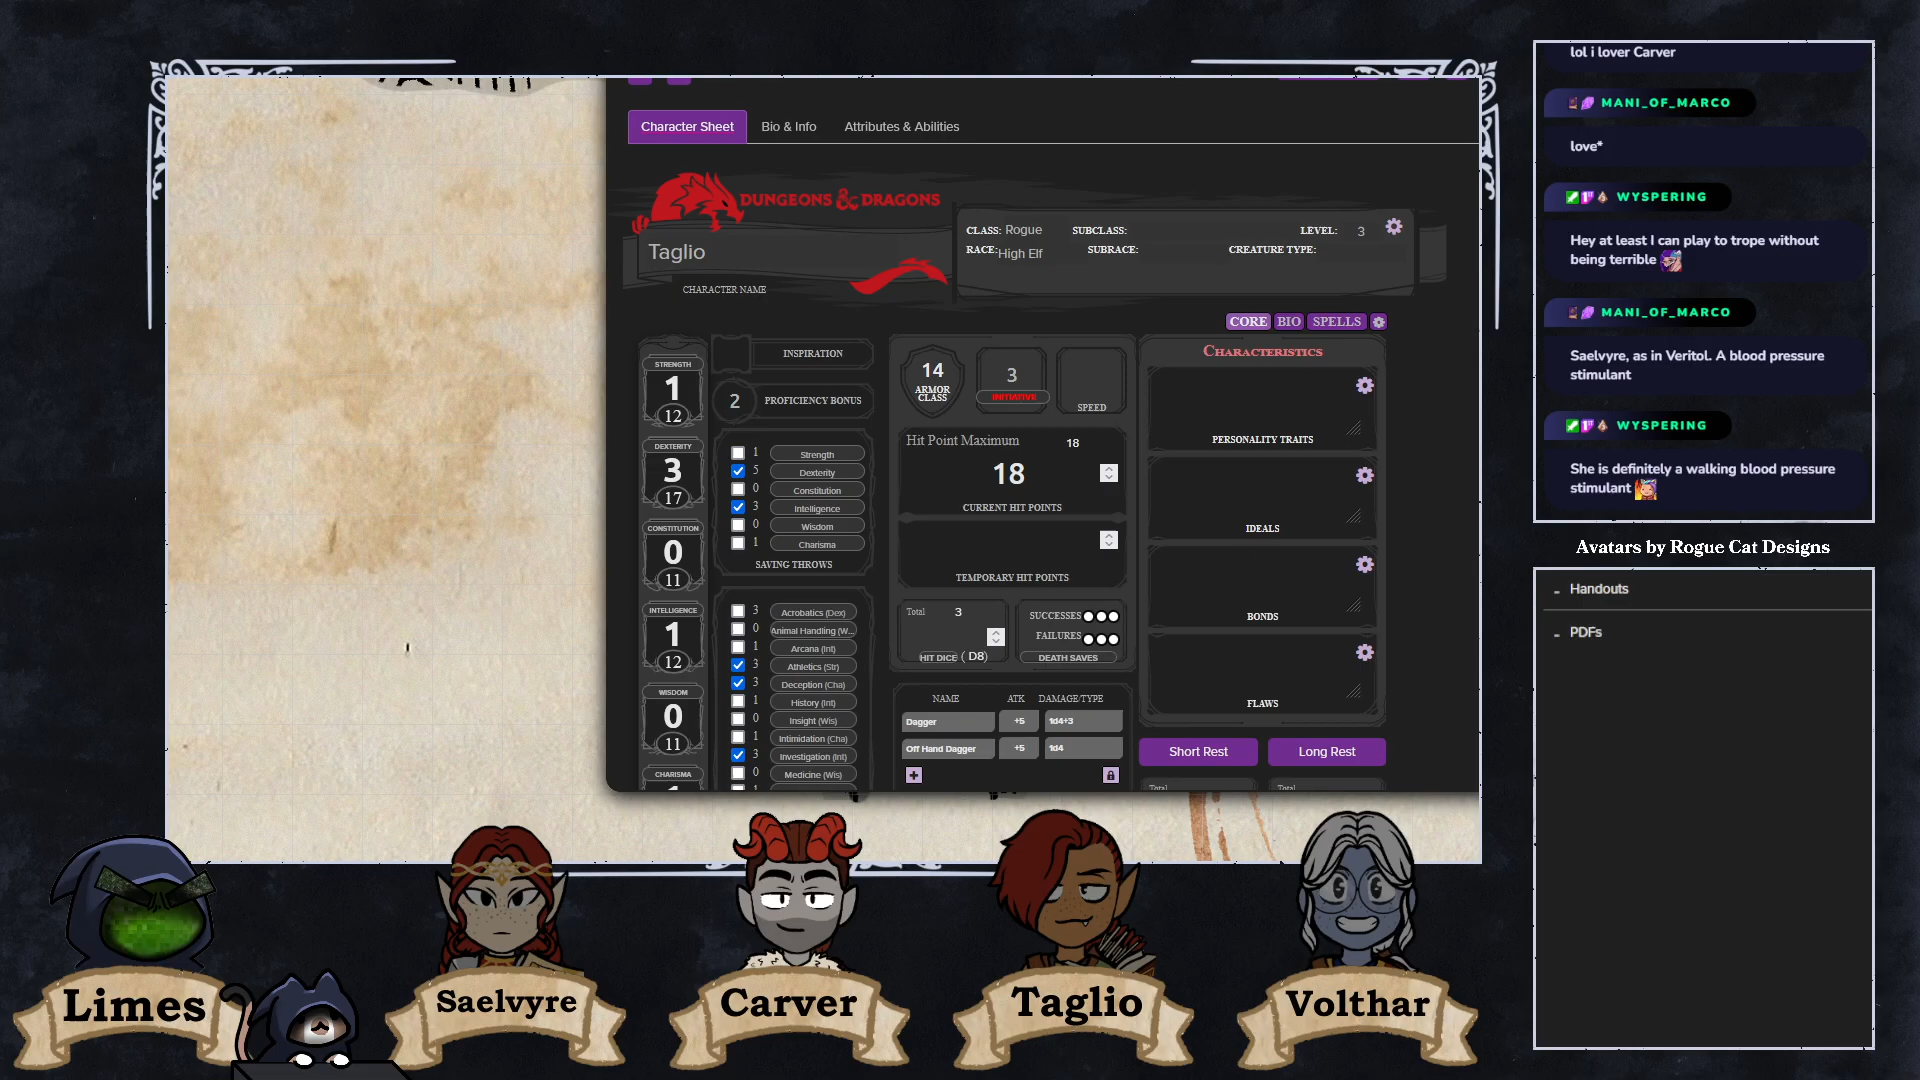 Character Sheet
Bio & Info
Attributes & Abilities
DUNGEONS & DRAGONS
Taglio
CHARACTER NAME
CLASS: Rogue
SUBCLASS:
LEVEL: 3
RACE: High Elf
SUBRACE:
CREATURE TYPE:
CORE
BIO
SPELLS
STRENGTH
1
12
DEXTERITY
3
17
CONSTITUTION
0
11
INTELLIGENCE
1
12
WISDOM
0
11
CHARISMA
INSPIRATION
2 PROFICIENCY BONUS
1 Strength
5 Dexterity
0 Constitution
3 Intelligence
0 Wisdom
1 Charisma
SAVING THROWS
3 Acrobatics (Dex)
0 Animal Handling (W...
1 Arcana (Int)
3 Athletics (Str)
3 Deception (Cha)
1 History (Int)
0 Insight (Wis)
1 Intimidation (Cha)
3 Investigation (Int)
0 Medicine (Wis)
14
ARMOR
CLASS
3
INITIATIVE
SPEED
Hit Point Maximum 18
18
CURRENT HIT POINTS
TEMPORARY HIT POINTS
Total 3
HIT DICE ( D8)
SUCCESSES
FAILURES
DEATH SAVES
NAME ATK DAMAGE/TYPE
Dagger +5 1d4+3
Off Hand Dagger +5 1d4
CHARACTERISTICS
PERSONALITY TRAITS
IDEALS
BONDS
FLAWS
Short Rest
Long Rest
Total
Total
lol i lover Carver
MANI_OF_MARCO
love*
WYSPERING
Hey at least I can play to trope without
being terrible
MANI_OF_MARCO
Saelvyre, as in Veritol. A blood pressure
stimulant
WYSPERING
She is definitely a walking blood pressure
stimulant
Avatars by Rogue Cat Designs
Handouts
PDFs
Limes
Saelvyre
Carver
Taglio
Volthar